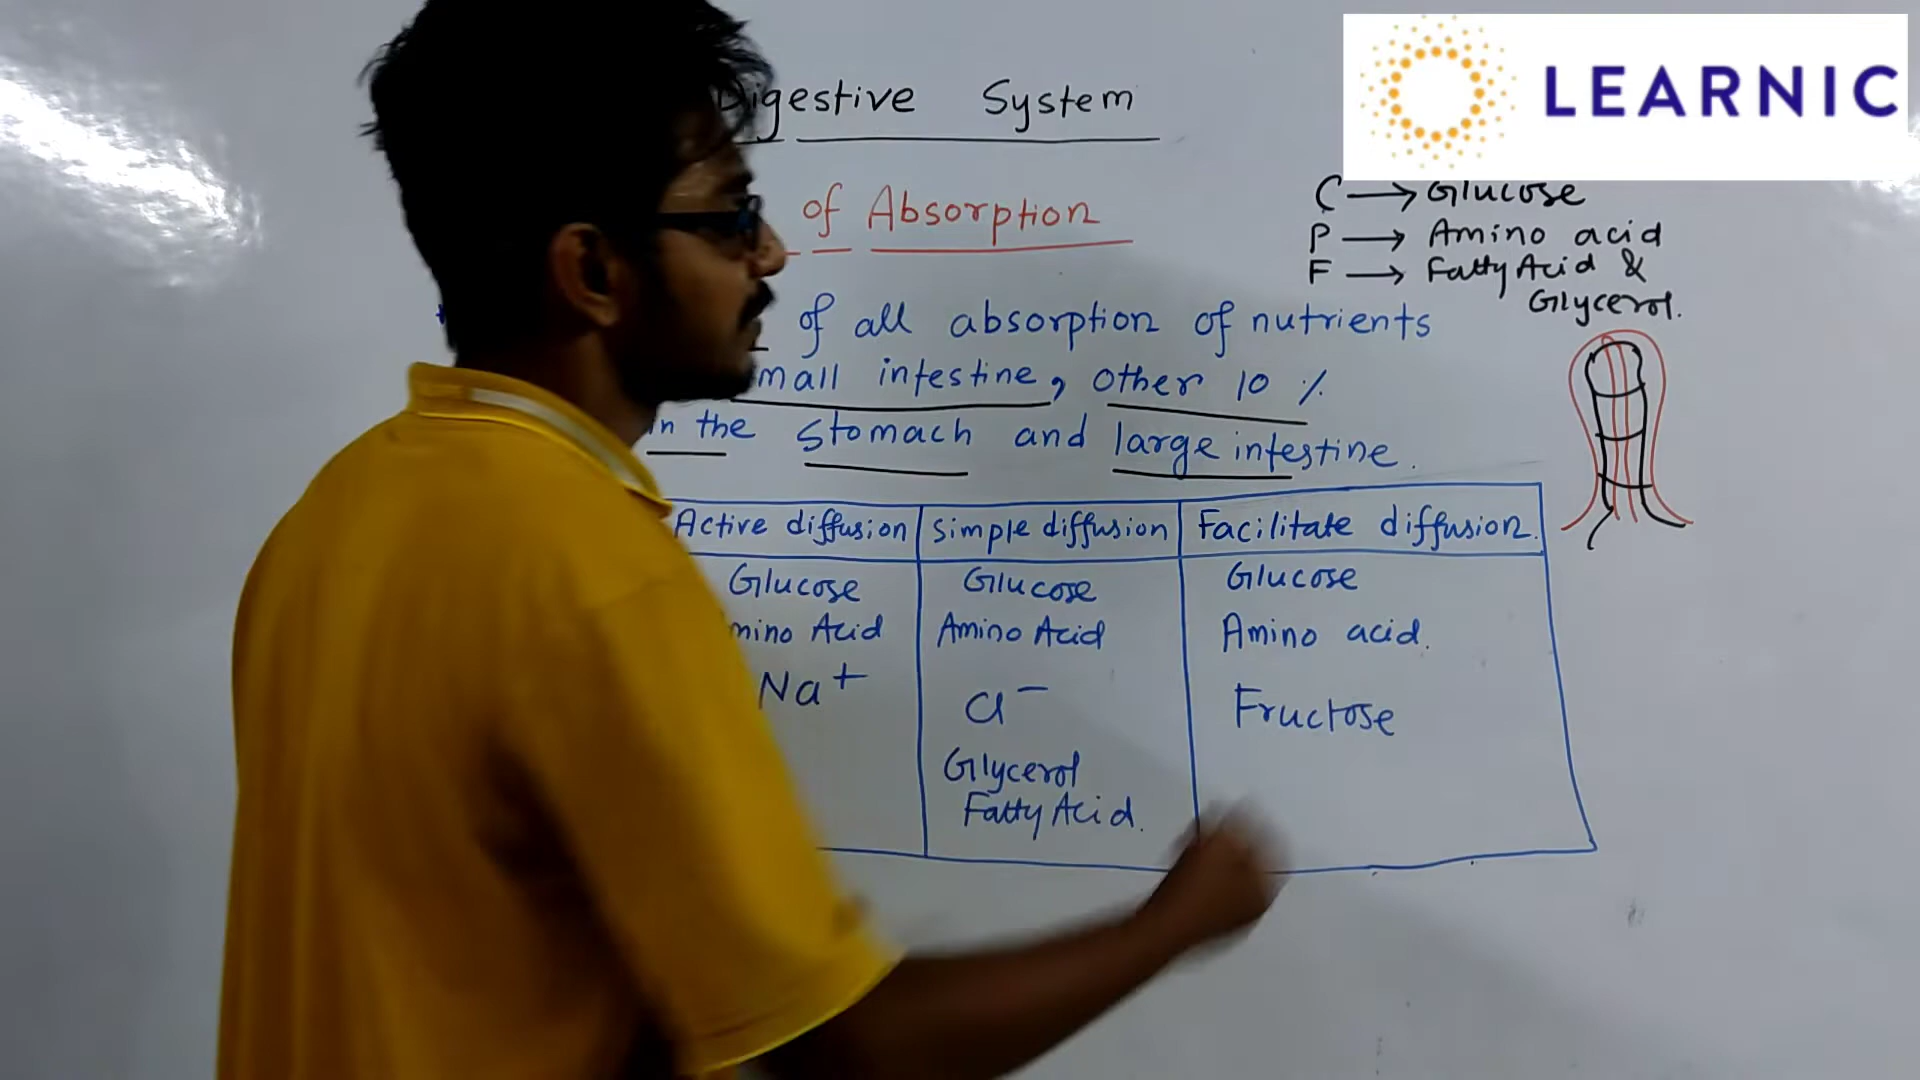 Digestive System
of Absorption
of all absorption of nutrients
mall intestine, other 10 %
in the stomach and large intestine.
LEARNIC
C → Glucose
P → Amino acid
F → Fatty Acid &
Glycerol.
Active diffusion | Simple diffusion | Facilitate diffusion.
Glucose | Glucose | Glucose
mino Acid | Amino Acid | Amino acid.
Na+ | Cl- | Fructose
Glycerol
Fatty Acid.